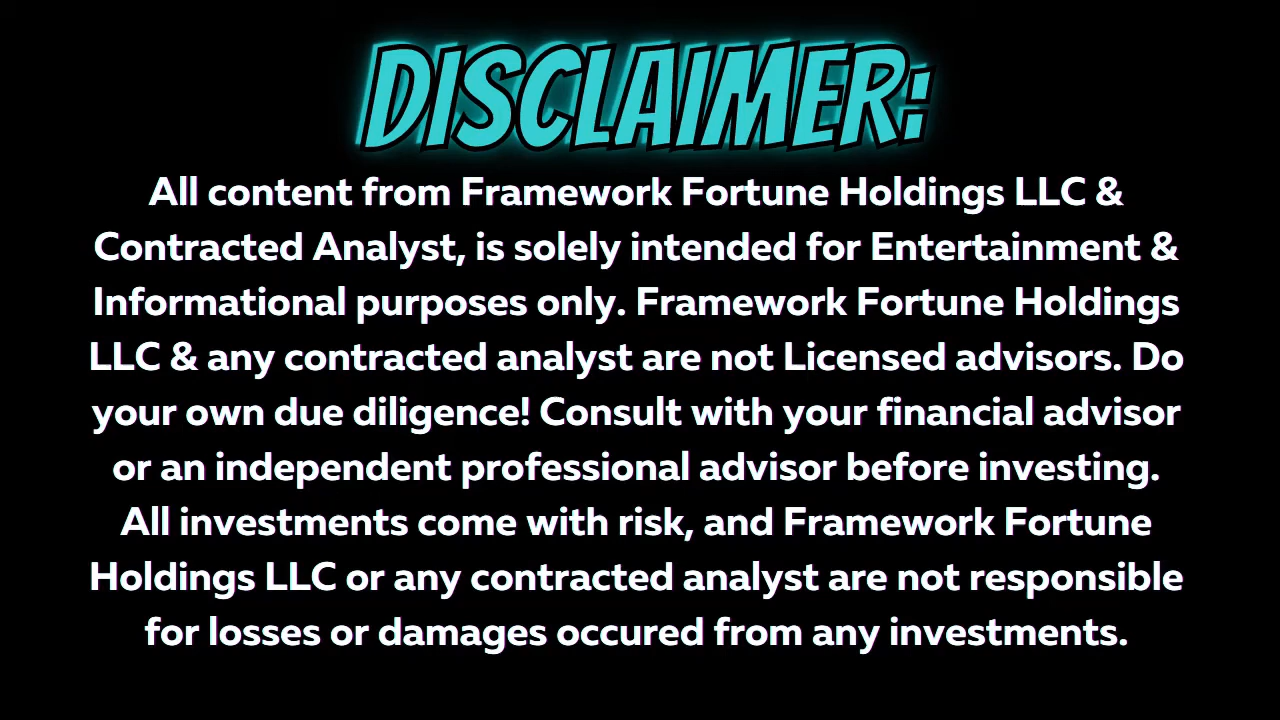 DISCLAIMER:
All content from Framework Fortune Holdings LLC &
Contracted Analyst, is solely intended for Entertainment &
Informational purposes only. Framework Fortune Holdings
LLC & any contracted analyst are not Licensed advisors. Do
your own due diligence! Consult with your financial advisor
or an independent professional advisor before investing.
All investments come with risk, and Framework Fortune
Holdings LLC or any contracted analyst are not responsible
for losses or damages occured from any investments.